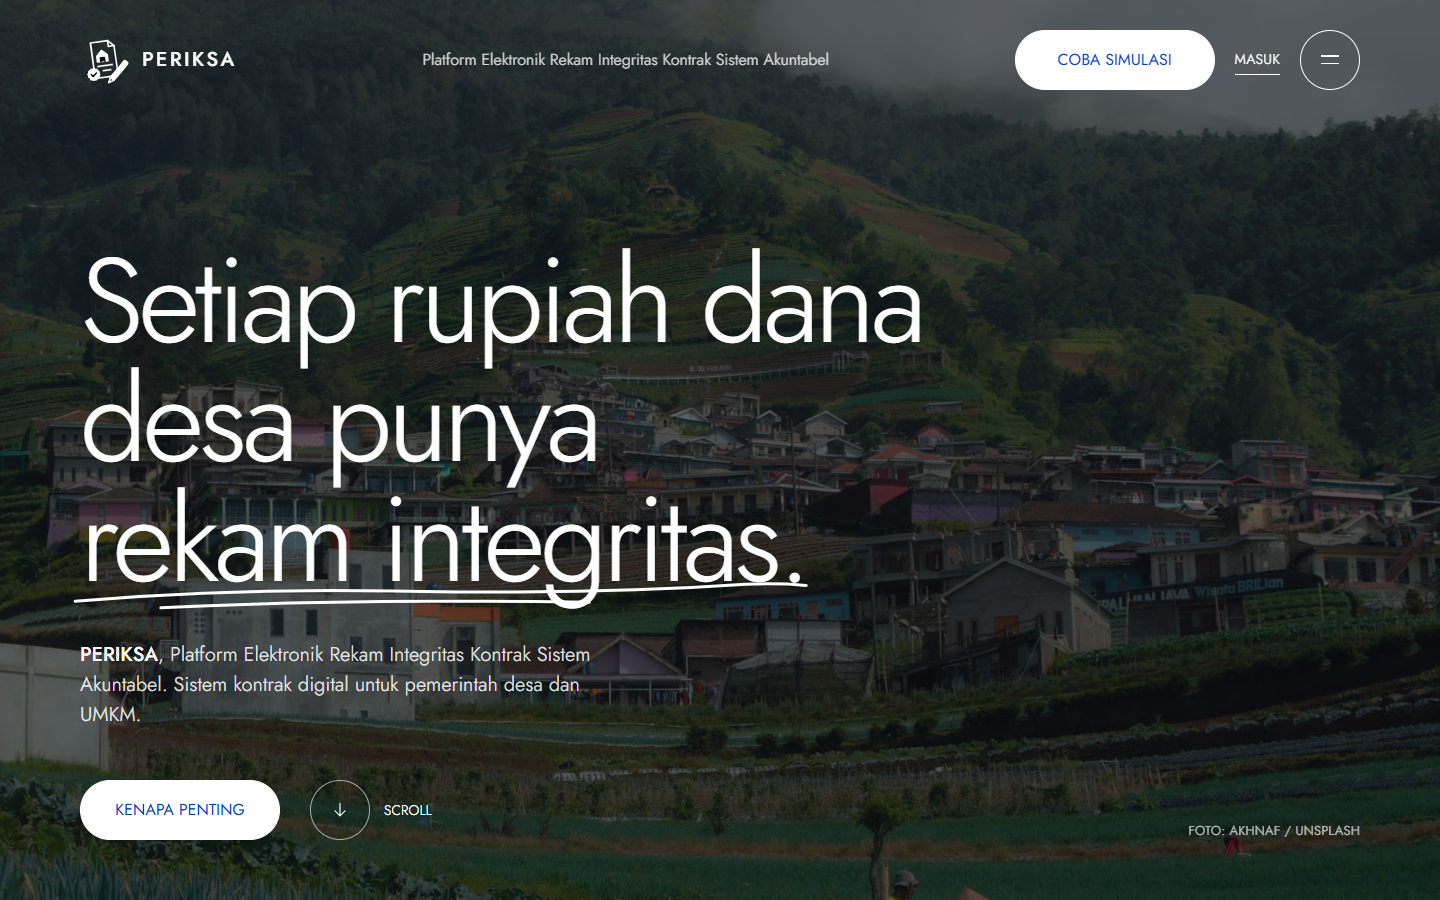 PERIKSA
Platform Elektronik Rekam Integritas Kontrak Sistem Akuntabel
COBA SIMULASI
MASUK
Setiap rupiah dana
desa punya
rekam integritas.
PERIKSA, Platform Elektronik Rekam Integritas Kontrak Sistem
Akuntabel. Sistem kontrak digital untuk pemerintah desa dan
UMKM.
KENAPA PENTING
SCROLL
FOTO: AKHNAF / UNSPLASH
Wisata BRILian